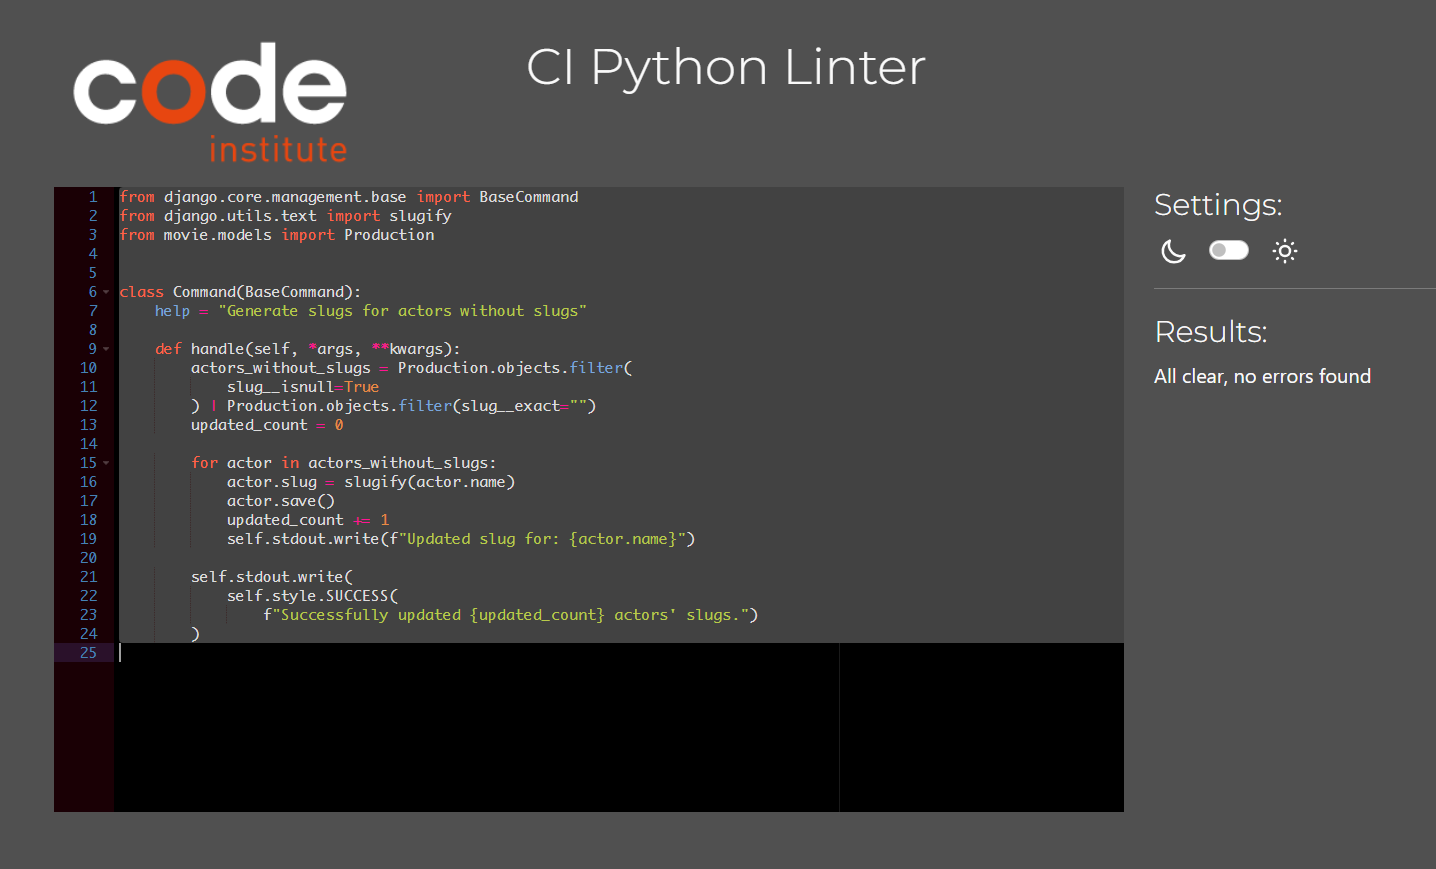 code
institute
CI Python Linter
1 from django.core.management.base import BaseCommand
2 from django.utils.text import slugify
3 from movie.models import Production
4
5
6 class Command(BaseCommand):
7     help = "Generate slugs for actors without slugs"
8
9     def handle(self, *args, **kwargs):
10         actors_without_slugs = Production.objects.filter(
11             slug__isnull=True
12         ) | Production.objects.filter(slug__exact="")
13         updated_count = 0
14
15         for actor in actors_without_slugs:
16             actor.slug = slugify(actor.name)
17             actor.save()
18             updated_count += 1
19             self.stdout.write(f"Updated slug for: {actor.name}")
20
21         self.stdout.write(
22             self.style.SUCCESS(
23                 f"Successfully updated {updated_count} actors' slugs.")
24         )
25
Settings:
Results:
All clear, no errors found